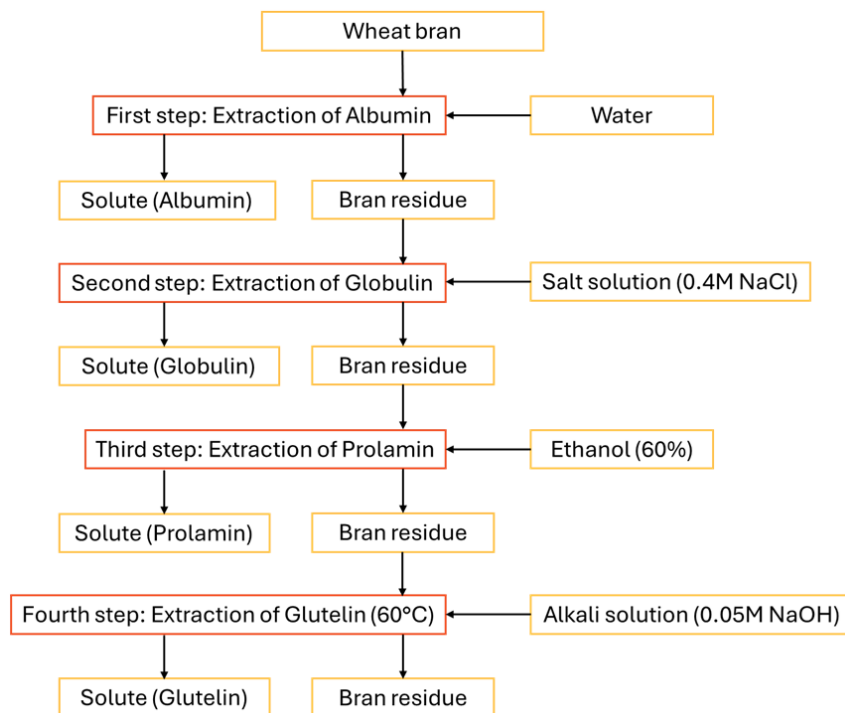 Wheat bran
First step: Extraction of Albumin
Water
Solute (Albumin)
Bran residue
Second step: Extraction of Globulin
Salt solution (0.4M NaCl)
Solute (Globulin)
Bran residue
Third step: Extraction of Prolamin
Ethanol (60%)
Solute (Prolamin)
Bran residue
Fourth step: Extraction of Glutelin (60°C)
Alkali solution (0.05M NaOH)
Solute (Glutelin)
Bran residue